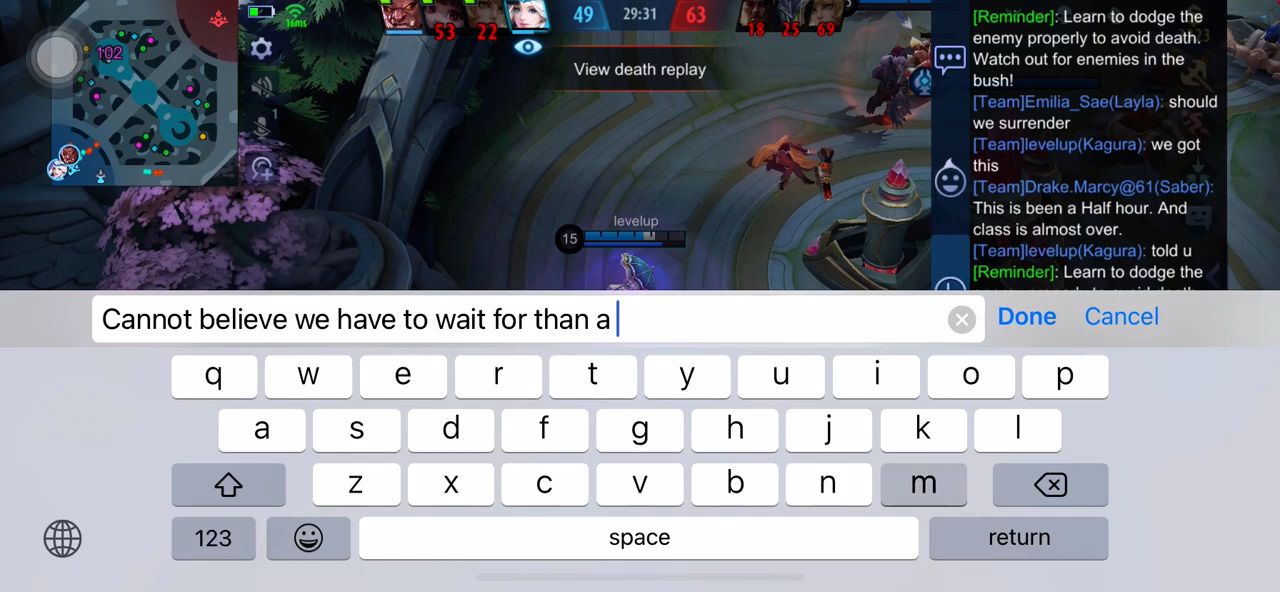 102
16ms
53
22
49
29:31
63
18
25
69
View death replay
1
levelup
15
[Reminder]: Learn to dodge the
enemy properly to avoid death.
Watch out for enemies in the
bush!
[Team]Emilia_Sae(Layla): should
we surrender
[Team]levelup(Kagura): we got
this
[Team]Drake.Marcy@61(Saber):
This is been a Half hour. And
class is almost over.
[Team]levelup(Kagura): told u
[Reminder]: Learn to dodge the
Cannot believe we have to wait for than a
Done
Cancel
q w e r t y u i o p
a s d f g h j k l
z x c v b n m
123
space
return